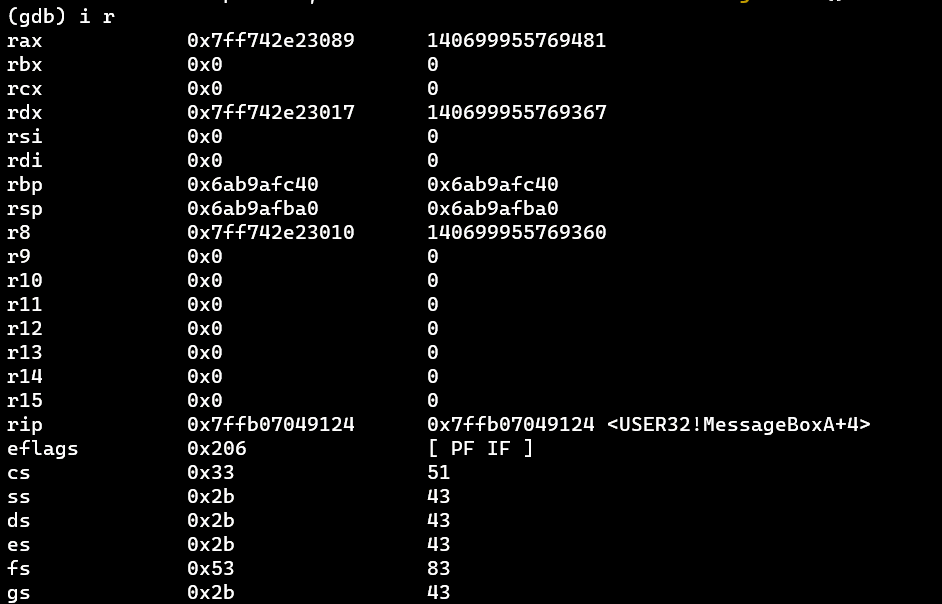 (gdb) i r
rax 0x7ff742e23089 140699955769481
rbx 0x0 0
rcx 0x0 0
rdx 0x7ff742e23017 140699955769367
rsi 0x0 0
rdi 0x0 0
rbp 0x6ab9afc40 0x6ab9afc40
rsp 0x6ab9afba0 0x6ab9afba0
r8 0x7ff742e23010 140699955769360
r9 0x0 0
r10 0x0 0
r11 0x0 0
r12 0x0 0
r13 0x0 0
r14 0x0 0
r15 0x0 0
rip 0x7ffb07049124 0x7ffb07049124 <USER32!MessageBoxA+4>
eflags 0x206 [ PF IF ]
cs 0x33 51
ss 0x2b 43
ds 0x2b 43
es 0x2b 43
fs 0x53 83
gs 0x2b 43